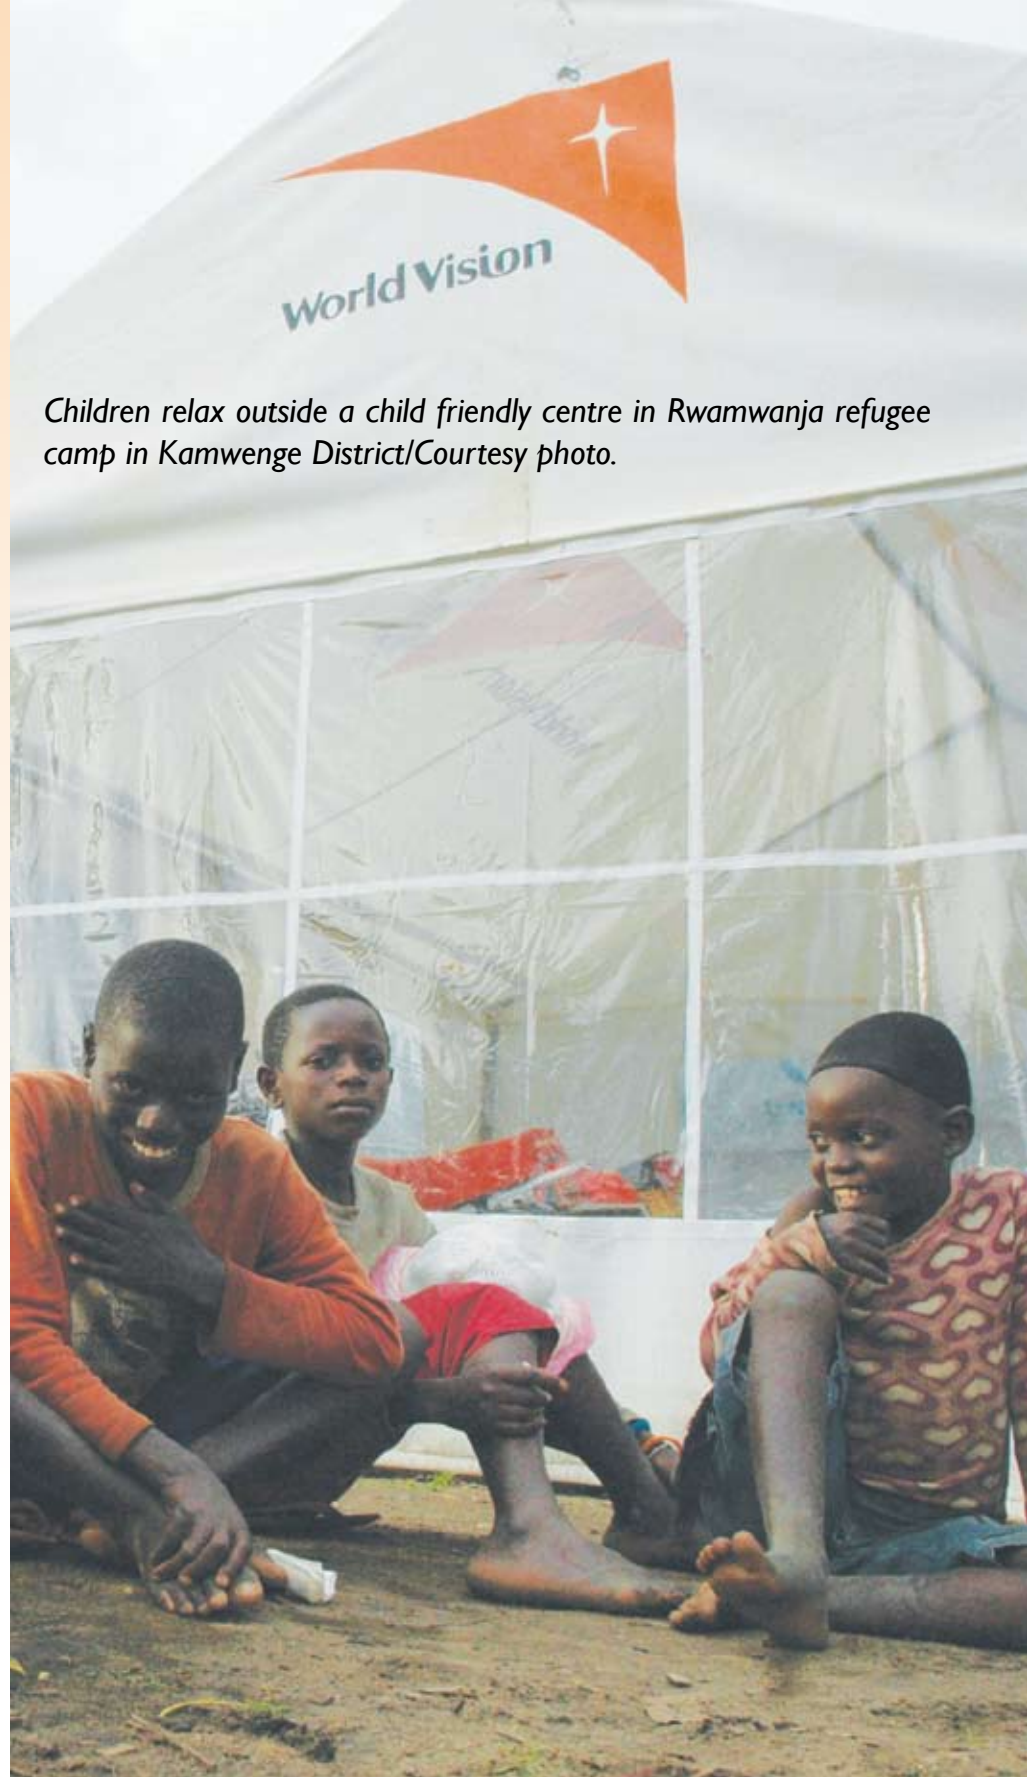 World Vision
Children relax outside a child friendly centre in Rwamwanja refugee
camp in Kamwenge District/Courtesy photo.